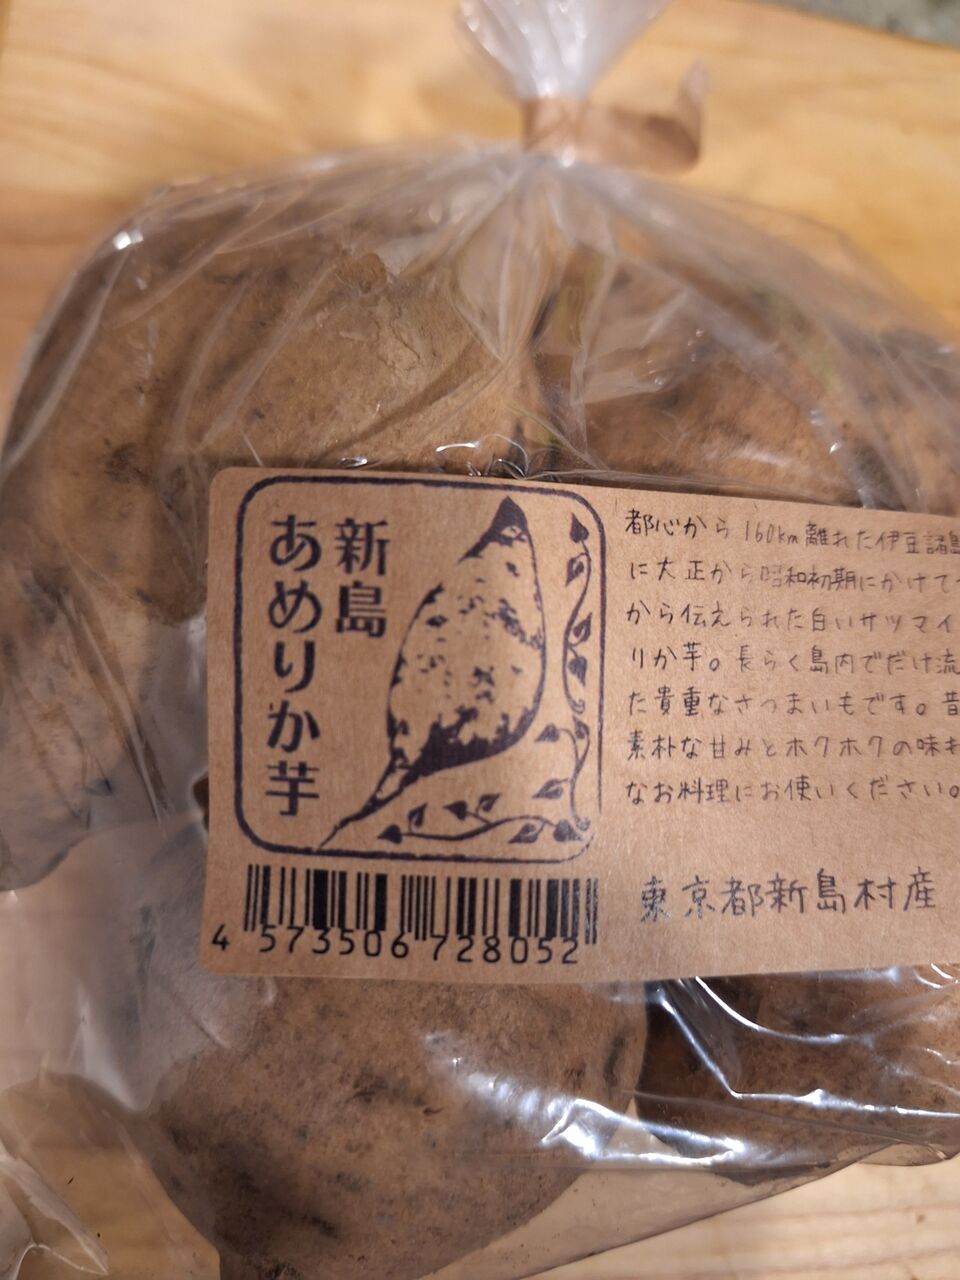 新島
あめりか芋
都心から160km離れた伊豆諸島
に大正から昭和初期にかけて
から伝えられた白いサツマイ
りか芋。長らく島内でだけ流
た貴重なさつまいもです。昔
素朴な甘みとホクホクの味わ
なお料理にお使いください。
東京都新島村産
4 573506 728052